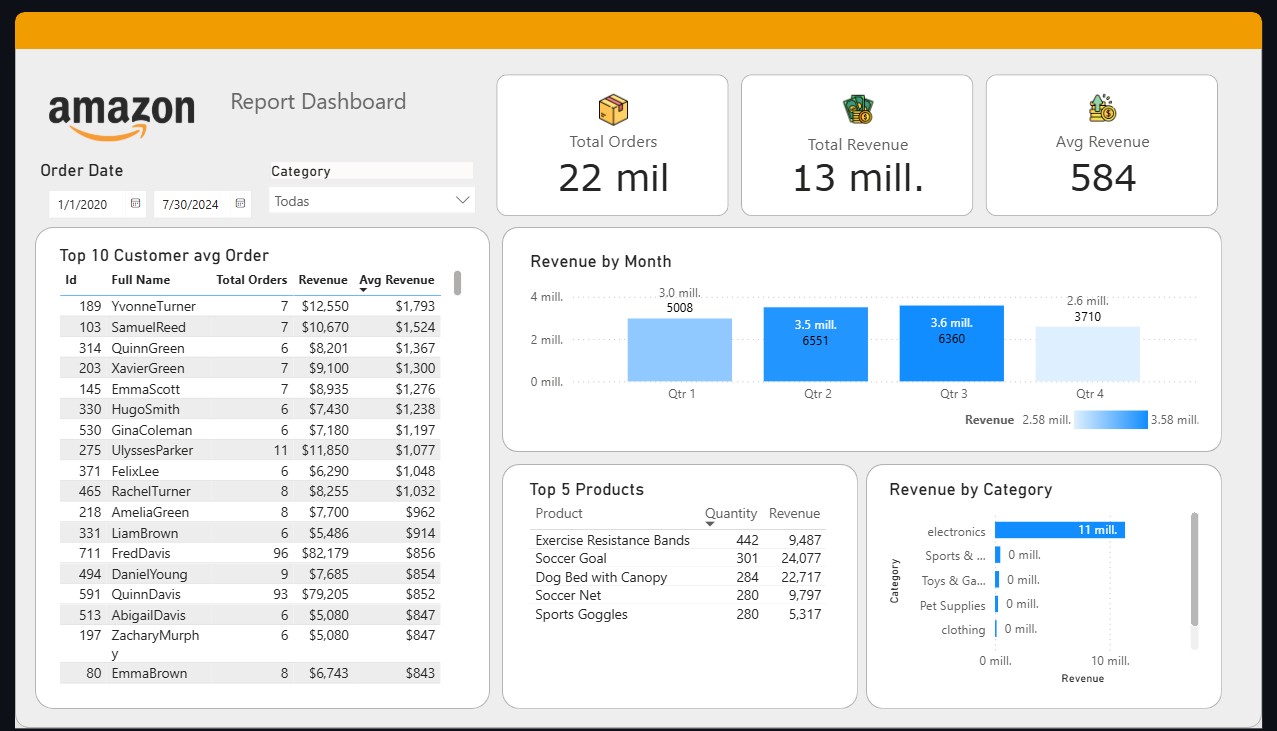 amazon
Report Dashboard
Order Date
1/1/2020
7/30/2024
Category
Todas
Total Orders
22 mil
Total Revenue
13 mill.
Avg Revenue
584
Top 10 Customer avg Order
Id Full Name Total Orders Revenue Avg Revenue
189 YvonneTurner 7 $12,550 $1,793
103 SamuelReed 7 $10,670 $1,524
314 QuinnGreen 6 $8,201 $1,367
203 XavierGreen 7 $9,100 $1,300
145 EmmaScott 7 $8,935 $1,276
330 HugoSmith 6 $7,430 $1,238
530 GinaColeman 6 $7,180 $1,197
275 UlyssesParker 11 $11,850 $1,077
371 FelixLee 6 $6,290 $1,048
465 RachelTurner 8 $8,255 $1,032
218 AmeliaGreen 8 $7,700 $962
331 LiamBrown 6 $5,486 $914
711 FredDavis 96 $82,179 $856
494 DanielYoung 9 $7,685 $854
591 QuinnDavis 93 $79,205 $852
513 AbigailDavis 6 $5,080 $847
197 ZacharyMurph 6 $5,080 $847
y
80 EmmaBrown 8 $6,743 $843
Revenue by Month
4 mill.
2 mill.
0 mill.
3.0 mill.
5008
3.5 mill.
6551
3.6 mill.
6360
2.6 mill.
3710
Qtr 1 Qtr 2 Qtr 3 Qtr 4
Revenue 2.58 mill. 3.58 mill.
Top 5 Products
Product Quantity Revenue
Exercise Resistance Bands 442 9,487
Soccer Goal 301 24,077
Dog Bed with Canopy 284 22,717
Soccer Net 280 9,797
Sports Goggles 280 5,317
Revenue by Category
Category
electronics 11 mill.
Sports & ... 0 mill.
Toys & Ga... 0 mill.
Pet Supplies 0 mill.
clothing 0 mill.
0 mill. 10 mill.
Revenue